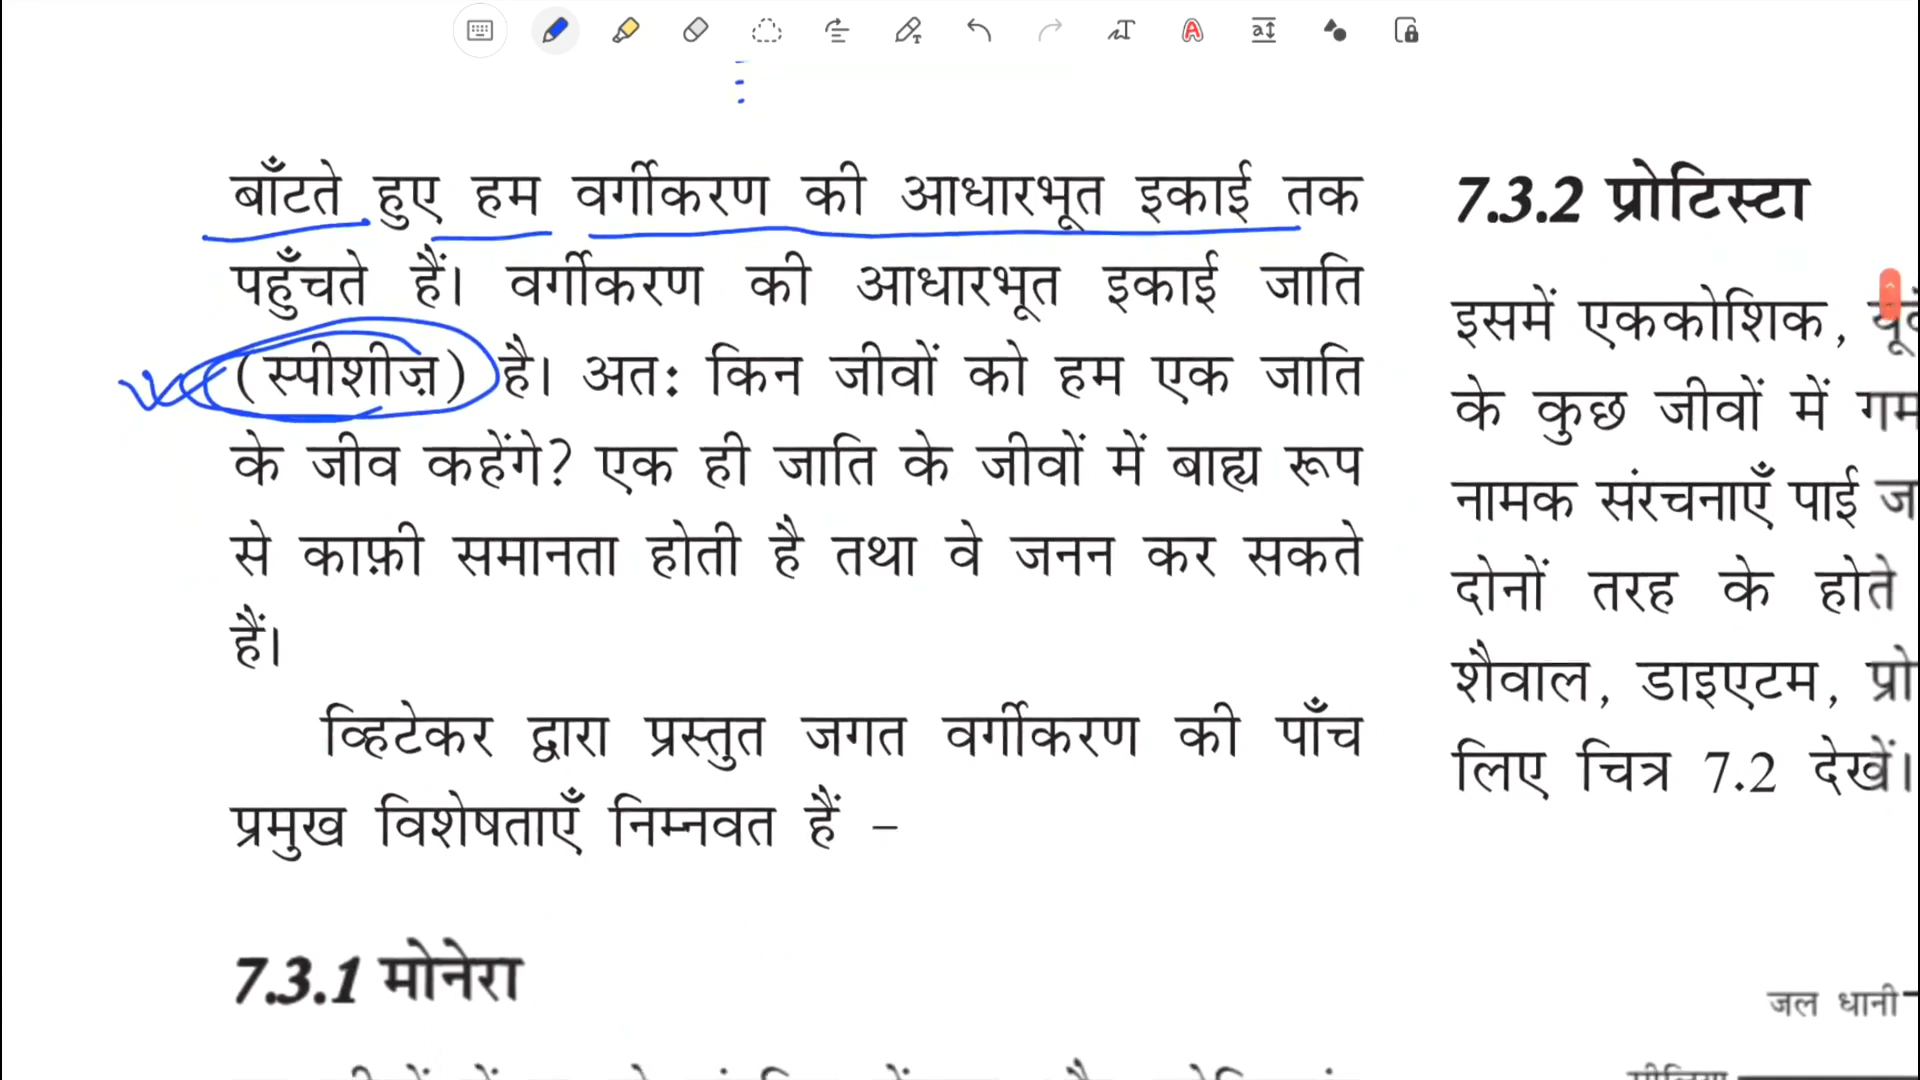 बाँटते हुए हम वर्गीकरण की आधारभूत इकाई तक
पहुँचते हैं। वर्गीकरण की आधारभूत इकाई जाति
(स्पीशीज़) है। अतः किन जीवों को हम एक जाति
के जीव कहेंगे? एक ही जाति के जीवों में बाह्य रूप
से काफ़ी समानता होती है तथा वे जनन कर सकते
हैं।
व्हिटेकर द्वारा प्रस्तुत जगत वर्गीकरण की पाँच
प्रमुख विशेषताएँ निम्नवत हैं –
7.3.1 मोनेरा
7.3.2 प्रोटिस्टा
इसमें एककोशिक,
के कुछ जीवों में
नामक संरचनाएँ पाई
दोनों तरह के होते
शैवाल, डाइएटम,
लिए चित्र 7.2 देखें।
जल धानी